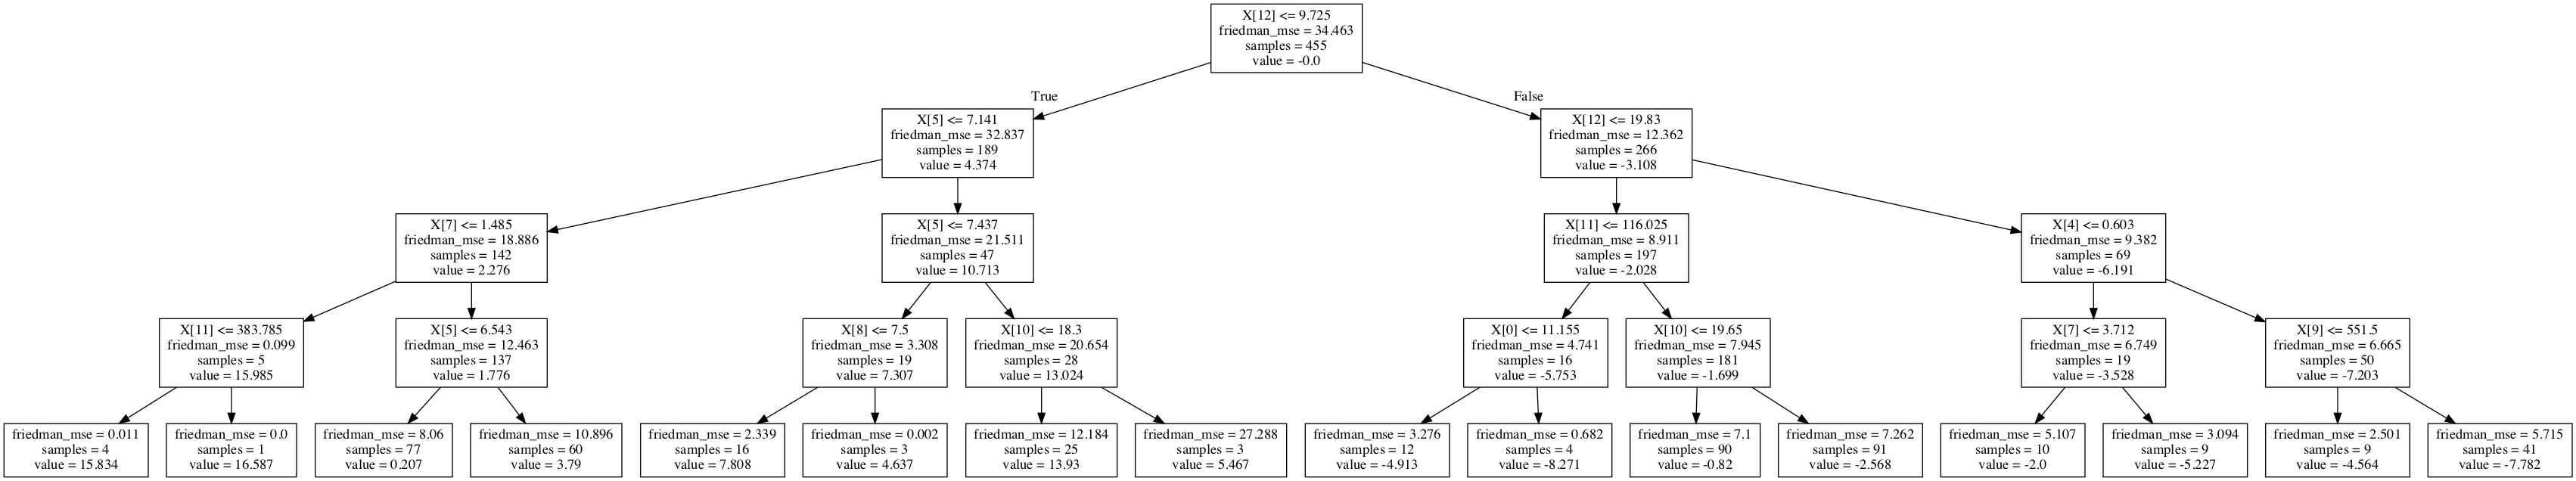 X[12] <= 9.725
friedman_mse = 34.463
samples = 455
value = -0.0
True
False
X[5] <= 7.141
friedman_mse = 32.837
samples = 189
value = 4.374
X[12] <= 19.83
friedman_mse = 12.362
samples = 266
value = -3.108
X[7] <= 1.485
friedman_mse = 18.886
samples = 142
value = 2.276
X[5] <= 7.437
friedman_mse = 21.511
samples = 47
value = 10.713
X[11] <= 116.025
friedman_mse = 8.911
samples = 197
value = -2.028
X[4] <= 0.603
friedman_mse = 9.382
samples = 69
value = -6.191
X[11] <= 383.785
friedman_mse = 0.099
samples = 5
value = 15.985
X[5] <= 6.543
friedman_mse = 12.463
samples = 137
value = 1.776
X[8] <= 7.5
friedman_mse = 3.308
samples = 19
value = 7.307
X[10] <= 18.3
friedman_mse = 20.654
samples = 28
value = 13.024
X[0] <= 11.155
friedman_mse = 4.741
samples = 16
value = -5.753
X[10] <= 19.65
friedman_mse = 7.945
samples = 181
value = -1.699
X[7] <= 3.712
friedman_mse = 6.749
samples = 19
value = -3.528
X[9] <= 551.5
friedman_mse = 6.665
samples = 50
value = -7.203
friedman_mse = 0.011
samples = 4
value = 15.834
friedman_mse = 0.0
samples = 1
value = 16.587
friedman_mse = 8.06
samples = 77
value = 0.207
friedman_mse = 10.896
samples = 60
value = 3.79
friedman_mse = 2.339
samples = 16
value = 7.808
friedman_mse = 0.002
samples = 3
value = 4.637
friedman_mse = 12.184
samples = 25
value = 13.93
friedman_mse = 27.288
samples = 3
value = 5.467
friedman_mse = 3.276
samples = 12
value = -4.913
friedman_mse = 0.682
samples = 4
value = -8.271
friedman_mse = 7.1
samples = 90
value = -0.82
friedman_mse = 7.262
samples = 91
value = -2.568
friedman_mse = 5.107
samples = 10
value = -2.0
friedman_mse = 3.094
samples = 9
value = -5.227
friedman_mse = 2.501
samples = 9
value = -4.564
friedman_mse = 5.715
samples = 41
value = -7.782